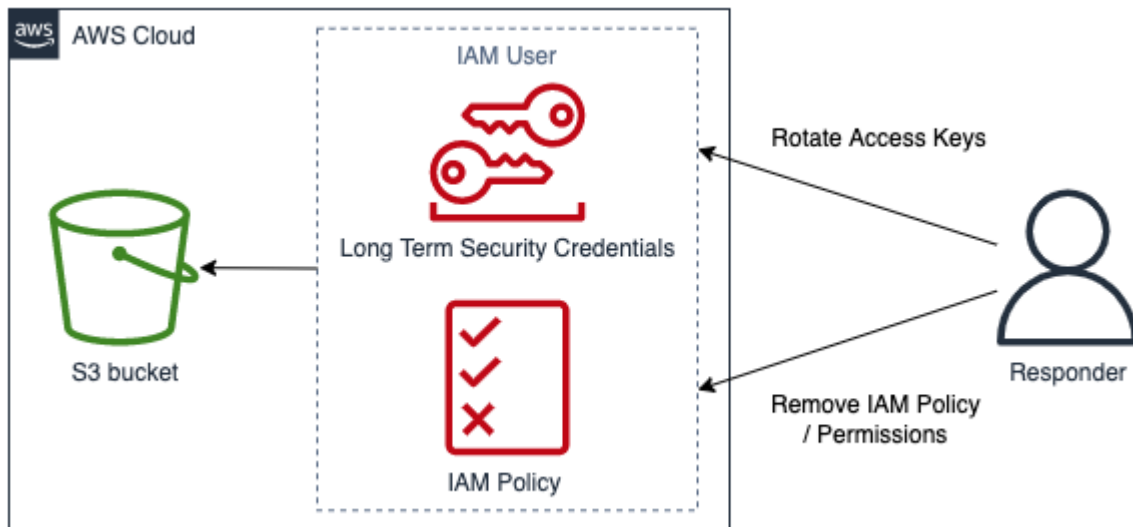 aws
AWS Cloud
IAM User
Rotate Access Keys
Long Term Security Credentials
S3 bucket
Responder
Remove IAM Policy
/ Permissions
IAM Policy